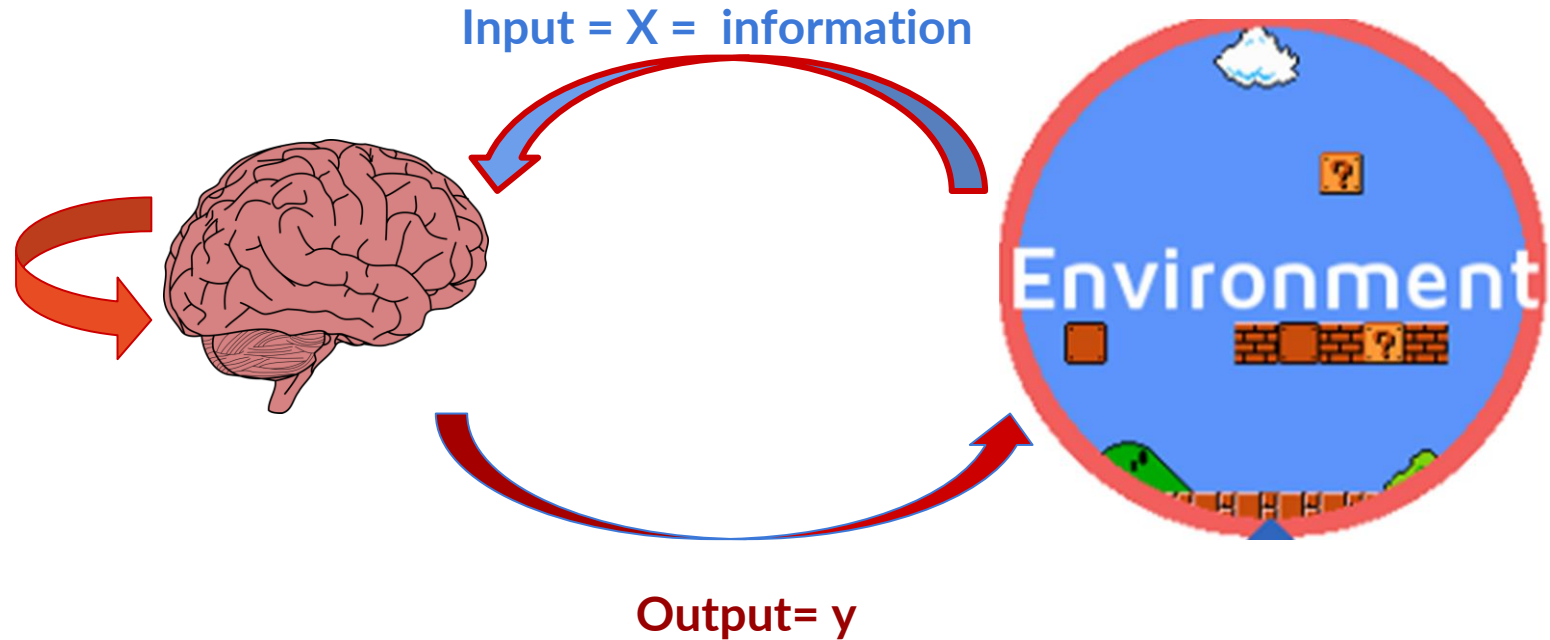 Input = X = information
Environment
?
?
Output= y